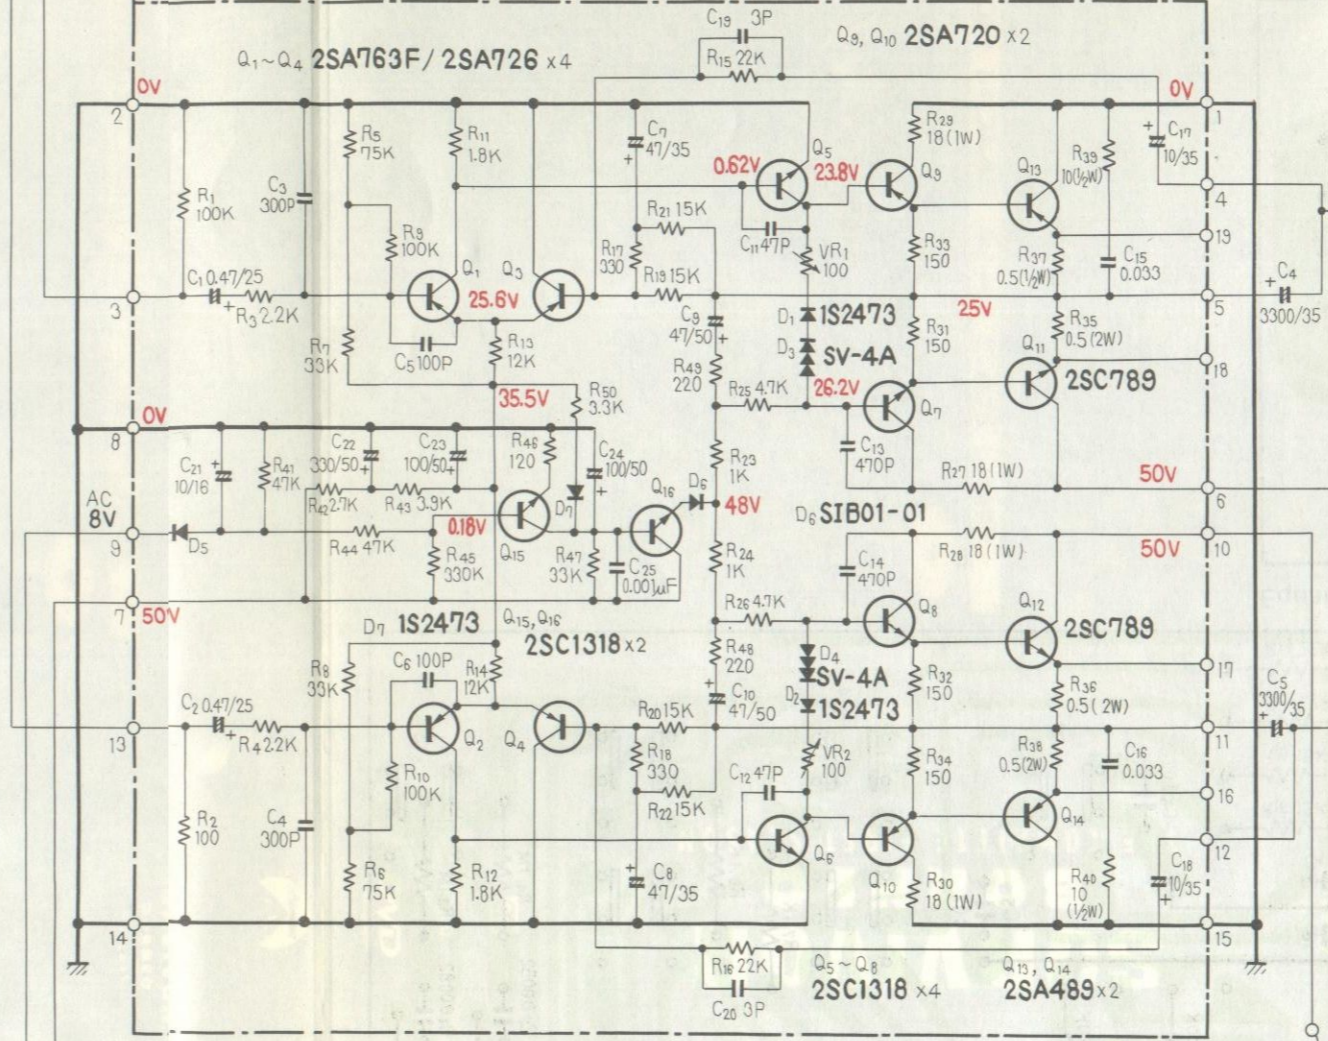 C19 3P
R15 22K
Q1~Q4 2SA763F/2SA726 x4
Q9, Q10 2SA720 x2
0V
0V
2
1
R1
100K
C3
300P
R5
75K
R11
1.8K
C7
47/35
+
0.62V
Q5
23.8V
R29
18(1W)
Q9
Q13
R39
10(½W)
+
C17
10/35
4
19
R9
100K
R21 15K
R17
330
C11 47P
VR1
100
R33
150
R37
0.5(½W)
C15
0.033
C1 0.47/25
+
R3 2.2K
3
Q1
25.6V
Q3
R19 15K
C9
47/50
+
D1 1S2473
25V
5
+
C4
3300/35
R7
33K
C5 100P
R13
12K
R49
220
D3
SV-4A
R31
150
R35
0.5(2W)
Q11
2SC789
18
35.5V
R50
3.3K
R25 4.7K
26.2V
Q7
0V
8
C21
10/16
+
R41
47K
C22
330/50
+
C23
100/50
+
R46
120
C24
100/50
+
R23
1K
C13
470P
R27 18(1W)
50V
6
AC
8V
9
D5
R42 2.7K
R43 3.9K
R44 47K
0.18V
R45
330K
Q15
D7
R47
33K
C25
0.001µF
Q16
D6
48V
D6 SIB01-01
R28 18(1W)
50V
10
R24
1K
C14
470P
7
50V
D7 1S2473
Q15, Q16
2SC1318 x2
R26 4.7K
Q8
Q12
2SC789
17
R8
33K
C6 100P
R14
12K
R48
220
D4
SV-4A
R32
150
R36
0.5(2W)
C5
3300/35
+
C2 0.47/25
+
R4 2.2K
13
Q2
Q4
R20 15K
+
C10
47/50
D2 1S2473
11
R2
100
C4
300P
R10
100K
R18
330
R22 15K
C12 47P
VR2
100
R34
150
R38
0.5(2W)
C16
0.033
16
12
R6
75K
R12
1.8K
+
C8
47/35
Q6
Q10
R30
18(1W)
Q14
R40
10
(½W)
C18
10/35
+
14
15
R16 22K
C20 3P
Q5~Q8
2SC1318 x4
Q13, Q14
2SA489 x2